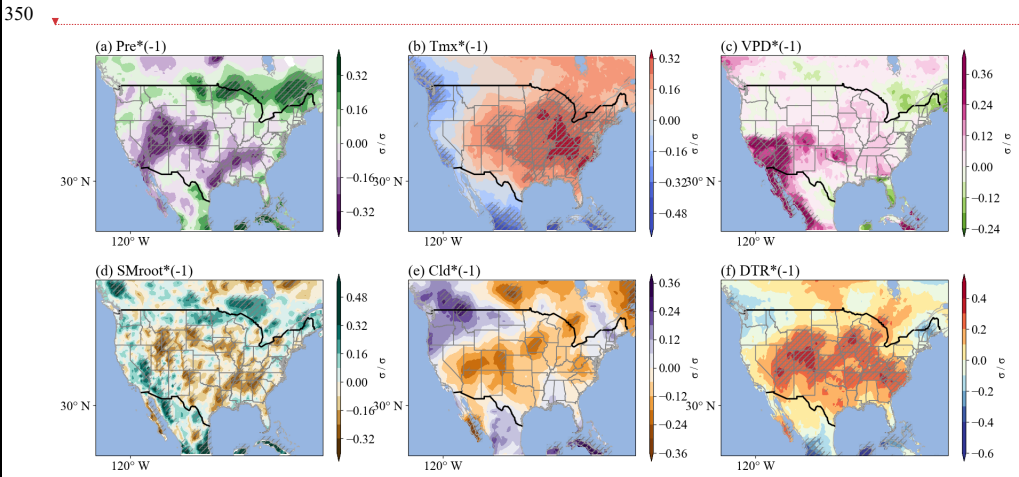 350
(a) Pre*(-1)
(b) Tmx*(-1)
(c) VPD*(-1)
0.32
0.16
0.00
−0.16
−0.32
σ / σ
30° N
120° W
0.32
0.16
0.00
−0.16
−0.32
−0.48
σ / σ
30° N
120° W
0.36
0.24
0.12
0.00
−0.12
−0.24
σ / σ
30° N
120° W
(d) SMroot*(-1)
(e) Cld*(-1)
(f) DTR*(-1)
0.48
0.32
0.16
0.00
−0.16
−0.32
σ / σ
30° N
120° W
0.36
0.24
0.12
0.00
−0.12
−0.24
−0.36
σ / σ
30° N
120° W
0.4
0.2
0.0
−0.2
−0.4
−0.6
σ / σ
30° N
120° W